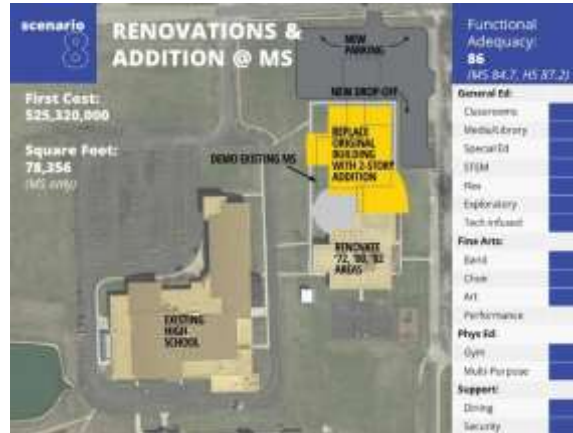 scenario
8
RENOVATIONS &
ADDITION @ MS
First Cost:
$25,320,000
Square Feet:
78,356
(MS only)
NEW
PARKING
NEW DROP-OFF
REPLACE
ORIGINAL
BUILDING
WITH 2-STORY
ADDITION
DEMO EXISTING MS
RENOVATE
'72, '80, '82
AREAS
EXISTING
HIGH
SCHOOL
Functional
Adequacy:
86
(MS 84.7, HS 87.2)
General Ed:
Classrooms
Media/Library
Special Ed
STEM
Flex
Exploratory
Tech Infused
Fine Arts:
Band
Choir
Art
Performance
Phys Ed:
Gym
Multi-Purpose
Support:
Dining
Security